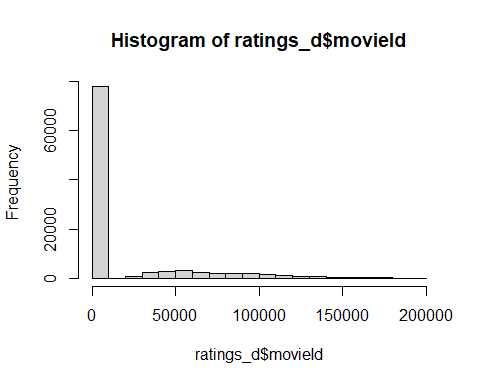 Histogram of ratings_d$movieId
Frequency
60000
20000
0
0 50000 100000 150000 200000
ratings_d$movieId